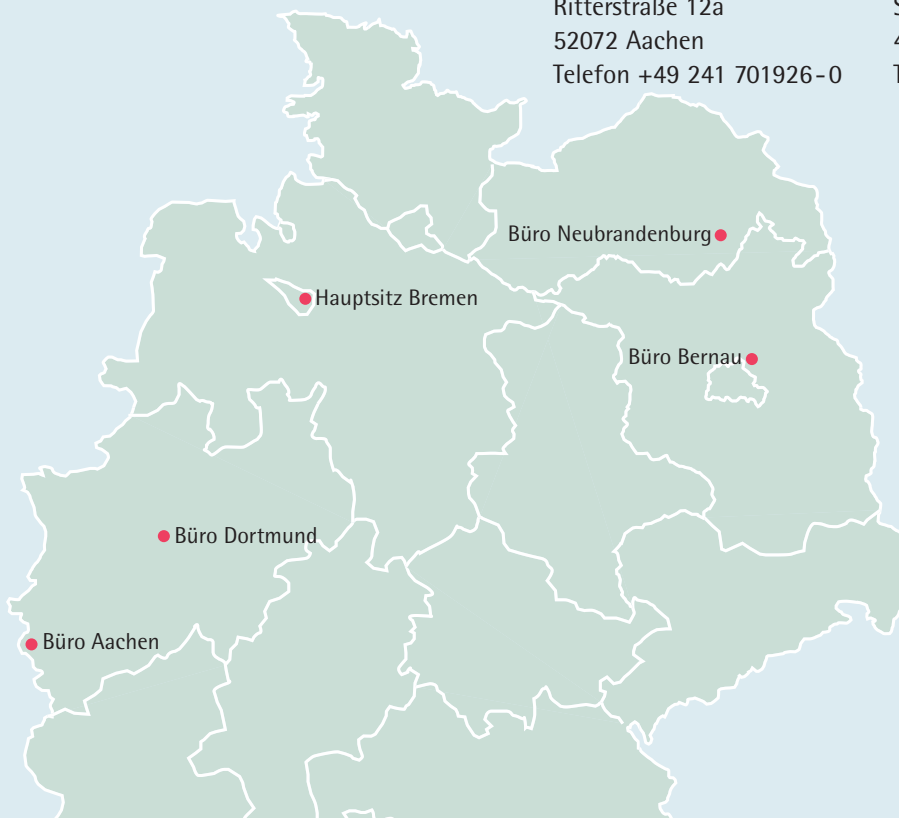 Ritterstraße 12a
52072 Aachen
Telefon +49 241 701926-0
Büro Neubrandenburg
Hauptsitz Bremen
Büro Bernau
Büro Dortmund
Büro Aachen